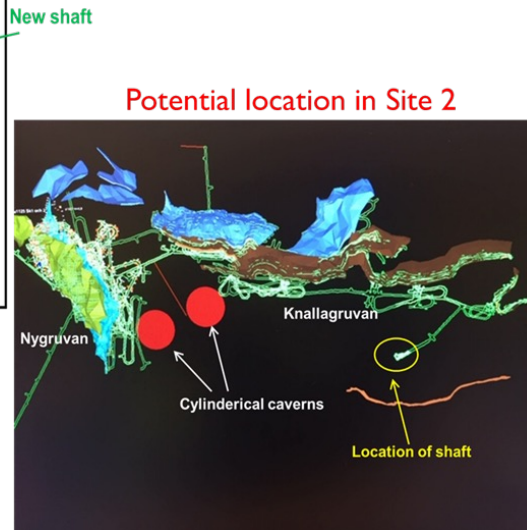 New shaft
Potential location in Site 2
Nygruvan
Knallagruvan
Cylinderical caverns
Location of shaft